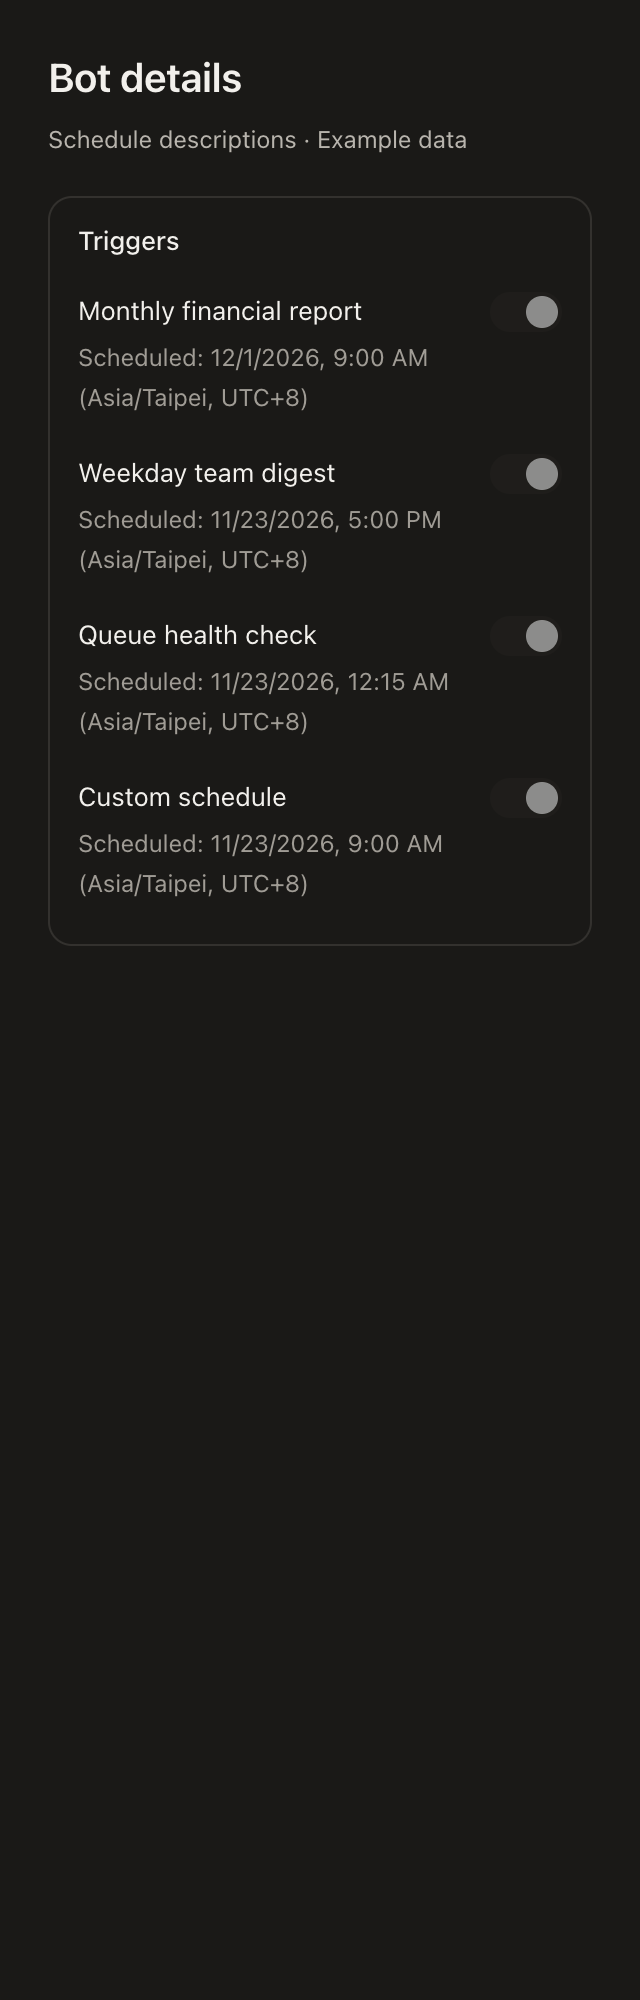 Bot details
Schedule descriptions · Example data
Triggers
Monthly financial report
Scheduled: 12/1/2026, 9:00 AM
(Asia/Taipei, UTC+8)
Weekday team digest
Scheduled: 11/23/2026, 5:00 PM
(Asia/Taipei, UTC+8)
Queue health check
Scheduled: 11/23/2026, 12:15 AM
(Asia/Taipei, UTC+8)
Custom schedule
Scheduled: 11/23/2026, 9:00 AM
(Asia/Taipei, UTC+8)